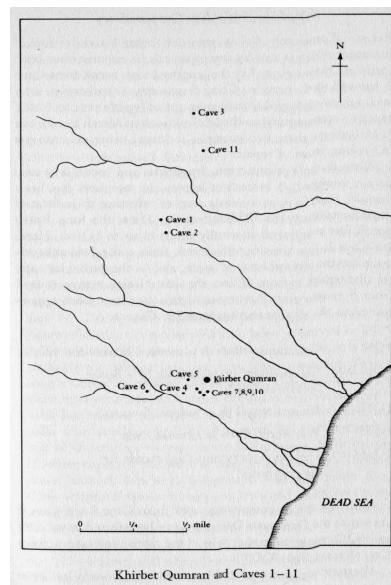 N
Cave 3
Cave 11
Cave 1
Cave 2
Cave 5
Khirbet Qumran
Cave 6
Cave 4
Caves 7,8,9,10
DEAD SEA
0 1/4 1/2 mile
Khirbet Qumran and Caves 1–11